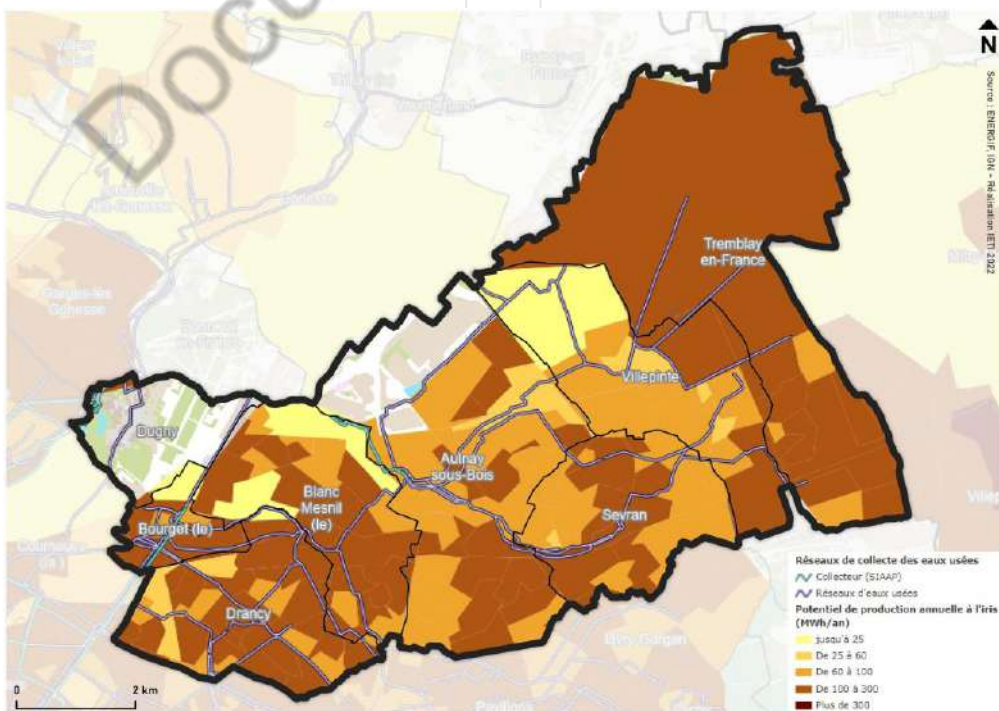 Docu
N
Source : ENERGIF, IGN - Réalisation IETI 2022
Tremblay
en-France
Villepinte
Dugny
Aulnay
sous-Bois
Blanc
Mesnil
(le)
Bourget (le)
Sevran
Drancy
0 2 km
Réseaux de collecte des eaux usées
Collecteur (SIAAP)
Réseaux d'eaux usées
Potentiel de production annuelle à l'iris
(MWh/an)
jusqu'à 25
De 25 à 60
De 60 à 100
De 100 à 300
Plus de 300